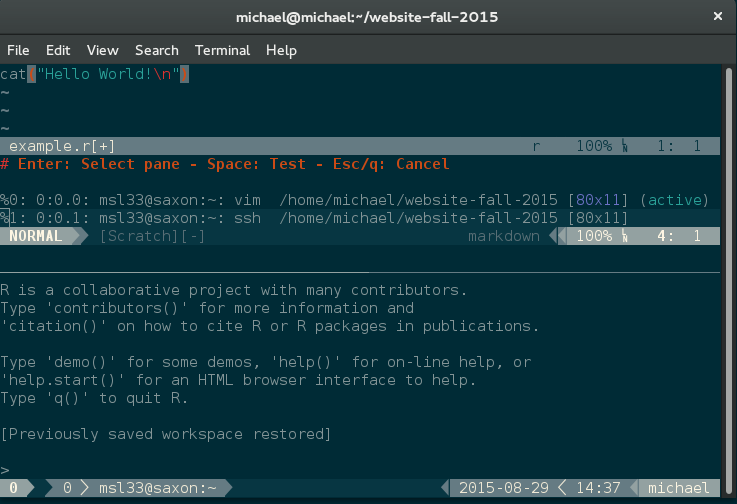 michael@michael:~/website-fall-2015
File Edit View Search Terminal Help
cat("Hello World!\n")
~
~
~
example.r[+] r 100% ␤ 1: 1
# Enter: Select pane - Space: Test - Esc/q: Cancel
%0: 0:0.0: msl33@saxon:~: vim /home/michael/website-fall-2015 [80x11] (active)
%1: 0:0.1: msl33@saxon:~: ssh /home/michael/website-fall-2015 [80x11]
NORMAL [Scratch][-] markdown 100% ␤ 4: 1
R is a collaborative project with many contributors.
Type 'contributors()' for more information and
'citation()' on how to cite R or R packages in publications.
Type 'demo()' for some demos, 'help()' for on-line help, or
'help.start()' for an HTML browser interface to help.
Type 'q()' to quit R.
[Previously saved workspace restored]
>
0 0 > msl33@saxon:~ 2015-08-29 < 14:37 michael